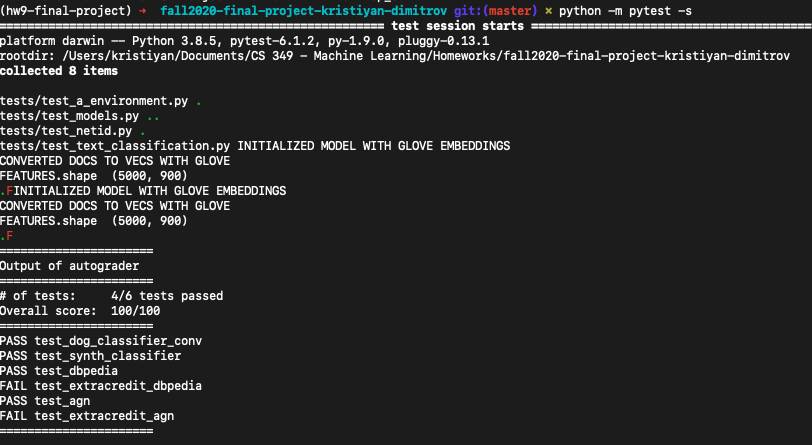 (hw9-final-project) → fall2020-final-project-kristiyan-dimitrov git:(master) × python -m pytest -s
============================================== test session starts ==============================================
platform darwin -- Python 3.8.5, pytest-6.1.2, py-1.9.0, pluggy-0.13.1
rootdir: /Users/kristiyan/Documents/CS 349 - Machine Learning/Homeworks/fall2020-final-project-kristiyan-dimitrov
collected 8 items
tests/test_a_environment.py .
tests/test_models.py ..
tests/test_netid.py .
tests/test_text_classification.py INITIALIZED MODEL WITH GLOVE EMBEDDINGS
CONVERTED DOCS TO VECS WITH GLOVE
FEATURES.shape  (5000, 900)
.FINITIALIZED MODEL WITH GLOVE EMBEDDINGS
CONVERTED DOCS TO VECS WITH GLOVE
FEATURES.shape  (5000, 900)
.F
======================
Output of autograder
======================
# of tests:     4/6 tests passed
Overall score:  100/100
======================
PASS test_dog_classifier_conv
PASS test_synth_classifier
PASS test_dbpedia
FAIL test_extracredit_dbpedia
PASS test_agn
FAIL test_extracredit_agn
======================